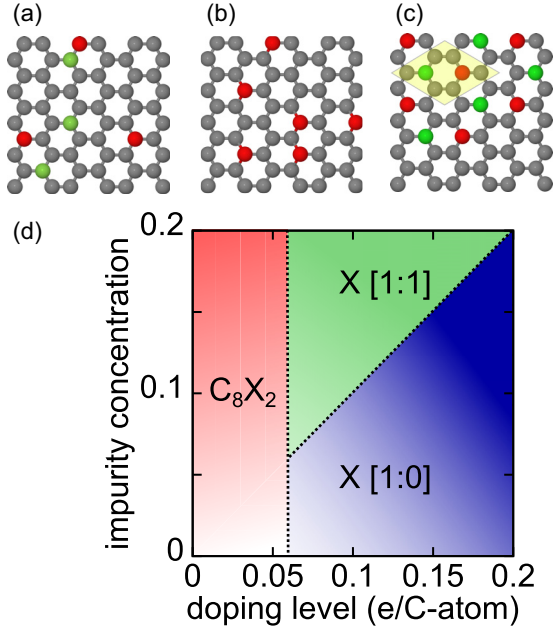 (a) (b) (c)
(d)
0.2
0.1
0
impurity concentration
C₈X₂
X [1:1]
X [1:0]
0 0.05 0.1 0.15 0.2
doping level (e/C-atom)